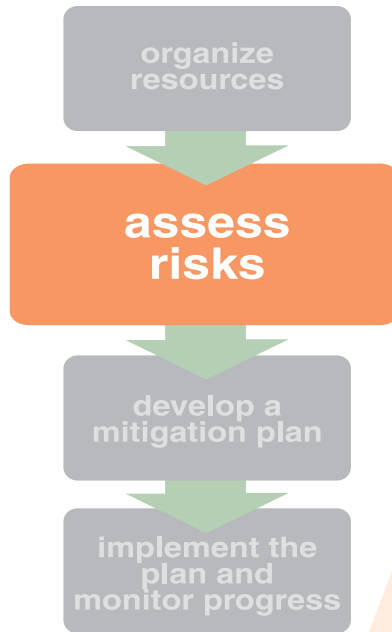 organize
resources
assess
risks
develop a
mitigation plan
implement the
plan and
monitor progress